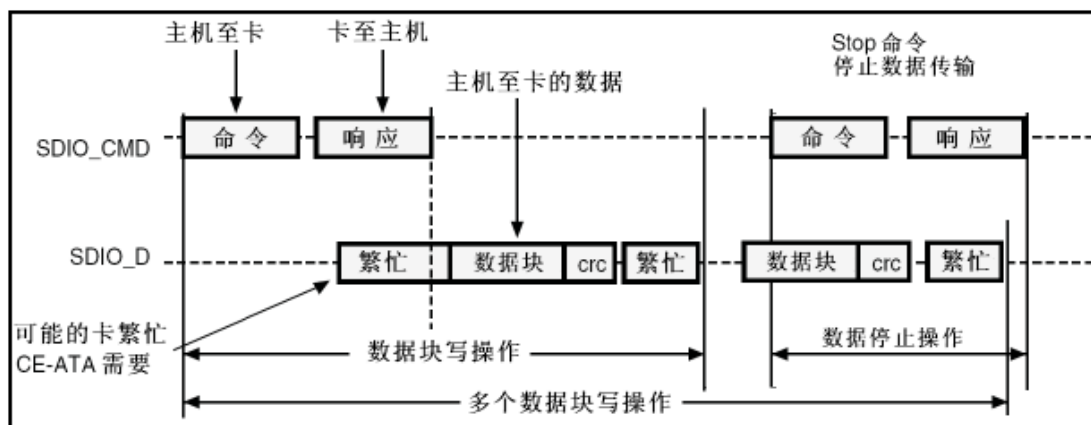 主机至卡
卡至主机
Stop 命令
停止数据传输
主机至卡的数据
SDIO_CMD
命令
响应
命令
响应
SDIO_D
繁忙
数据块
crc
繁忙
数据块
crc
繁忙
可能的卡繁忙
CE-ATA 需要
数据块写操作
数据停止操作
多个数据块写操作